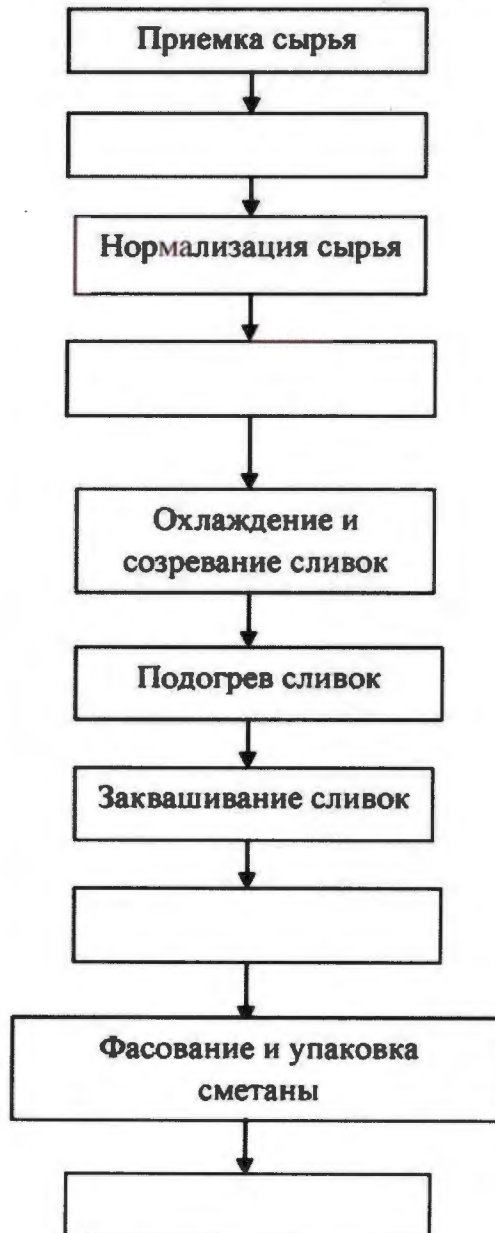 Приемка сырья
Нормализация сырья
Охлаждение и
созревание сливок
Подогрев сливок
Заквашивание сливок
Фасование и упаковка
сметаны